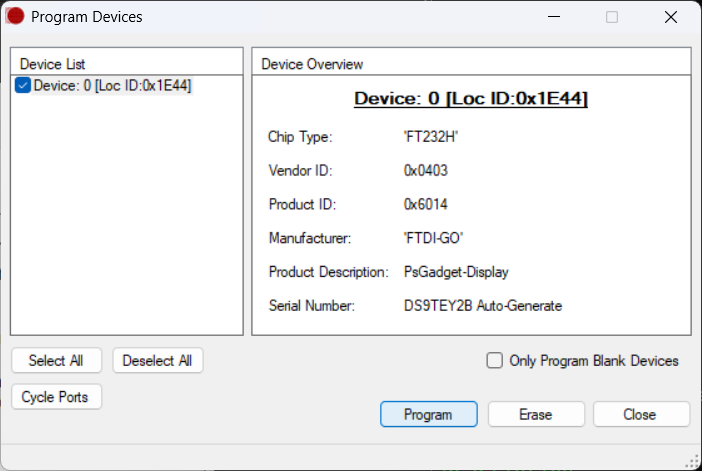 Program Devices
Device List
Device: 0 [Loc ID:0x1E44]
Device Overview
Device: 0 [Loc ID:0x1E44]
Chip Type: 'FT232H'
Vendor ID: 0x0403
Product ID: 0x6014
Manufacturer: 'FTDI-GO'
Product Description: PsGadget-Display
Serial Number: DS9TEY2B Auto-Generate
Select All Deselect All
Only Program Blank Devices
Cycle Ports
Program Erase Close